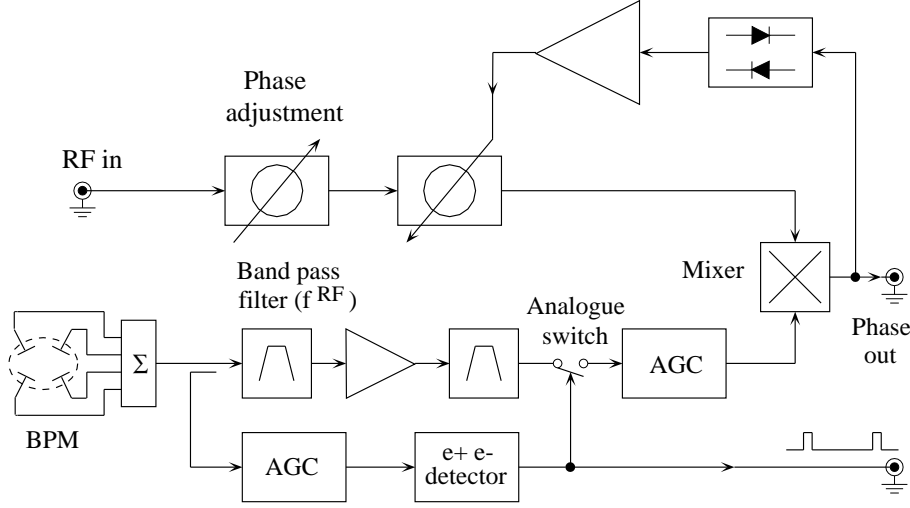 Phase
adjustment
RF in
Band pass
filter (f RF)
Mixer
Analogue
switch
Phase
out
Σ
AGC
BPM
AGC
e+ e-
detector